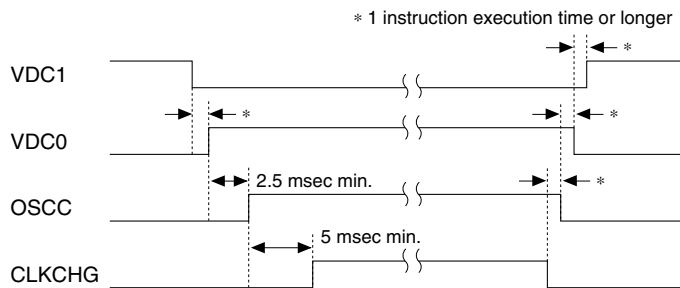 * 1 instruction execution time or longer
*
VDC1
* *
VDC0
2.5 msec min. *
OSCC
5 msec min.
CLKCHG